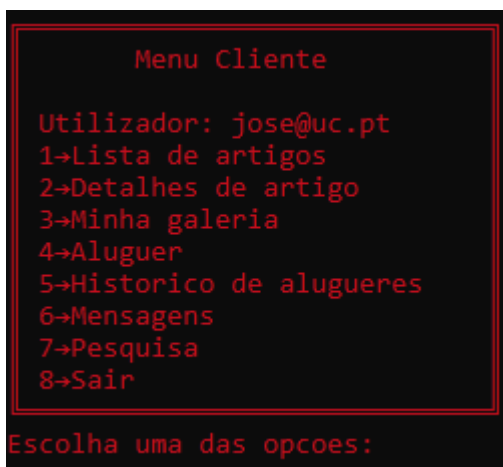 Menu Cliente
Utilizador: jose@uc.pt
1→Lista de artigos
2→Detalhes de artigo
3→Minha galeria
4→Aluguer
5→Historico de alugueres
6→Mensagens
7→Pesquisa
8→Sair
Escolha uma das opcoes: